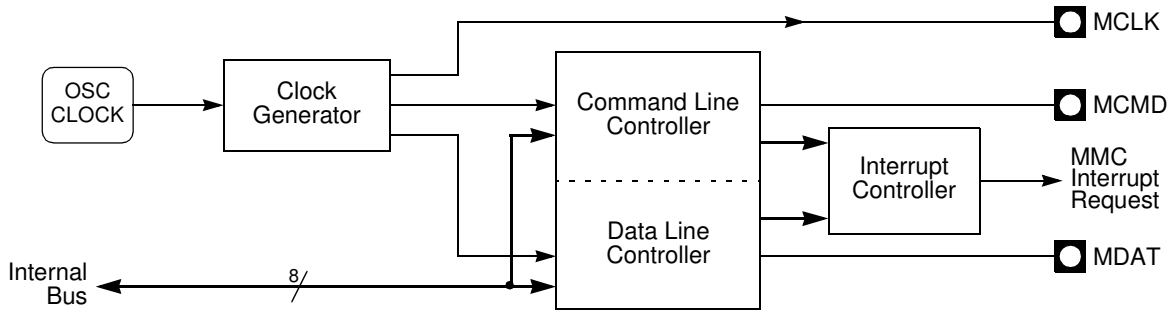 MCLK
OSC
CLOCK
Clock
Generator
Command Line
Controller
MCMD
Interrupt
Controller
MMC
Interrupt
Request
Data Line
Controller
MDAT
Internal
Bus
8